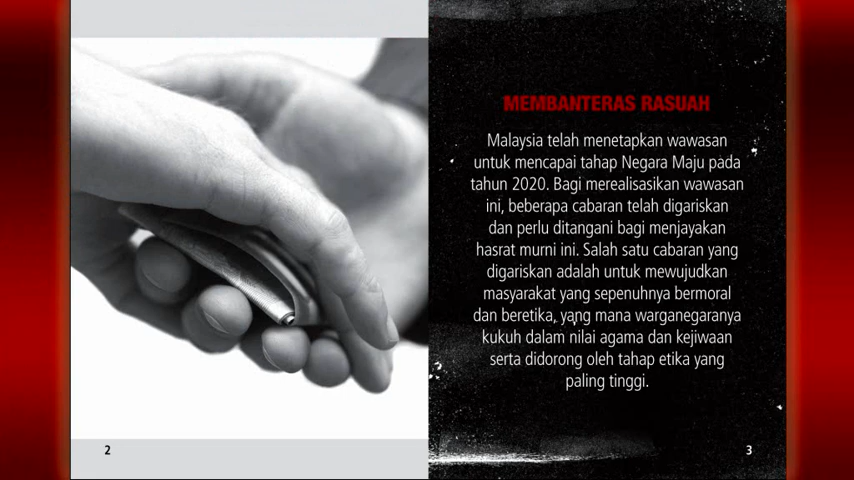 MEMBANTERAS RASUAH
Malaysia telah menetapkan wawasan
untuk mencapai tahap Negara Maju pada
tahun 2020. Bagi merealisasikan wawasan
ini, beberapa cabaran telah digariskan
dan perlu ditangani bagi menjayakan
hasrat murni ini. Salah satu cabaran yang
digariskan adalah untuk mewujudkan
masyarakat yang sepenuhnya bermoral
dan beretika, yang mana warganegaranya
kukuh dalam nilai agama dan kejiwaan
serta didorong oleh tahap etika yang
paling tinggi.
2
3